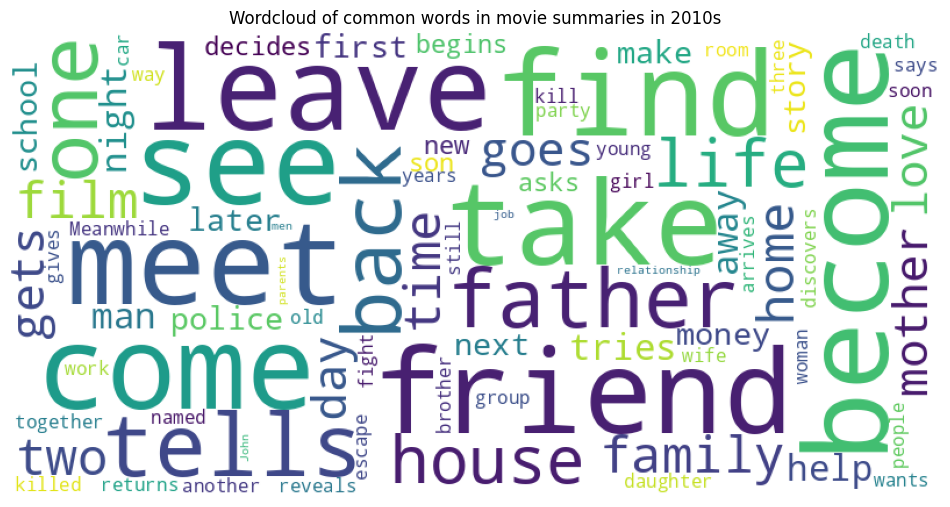 Wordcloud of common words in movie summaries in 2010s
decides
first
begins
death
says
soon
car
way
school
one
night
leave
find
kill
party
make
room
three
story
become
love
see
back
new
son
years
goes
young
girl
life
asks
film
Meanwhile
later
men
job
take
still
away
arrives
home
discovers
mother
gets
gives
meet
parents
time
father
relationship
man
police
old
money
come
work
day
fight
next
tries
wife
woman
friend
brother
group
together
named
tells
John
escape
two
house
family
help
people
daughter
wants
killed
returns
another
reveals